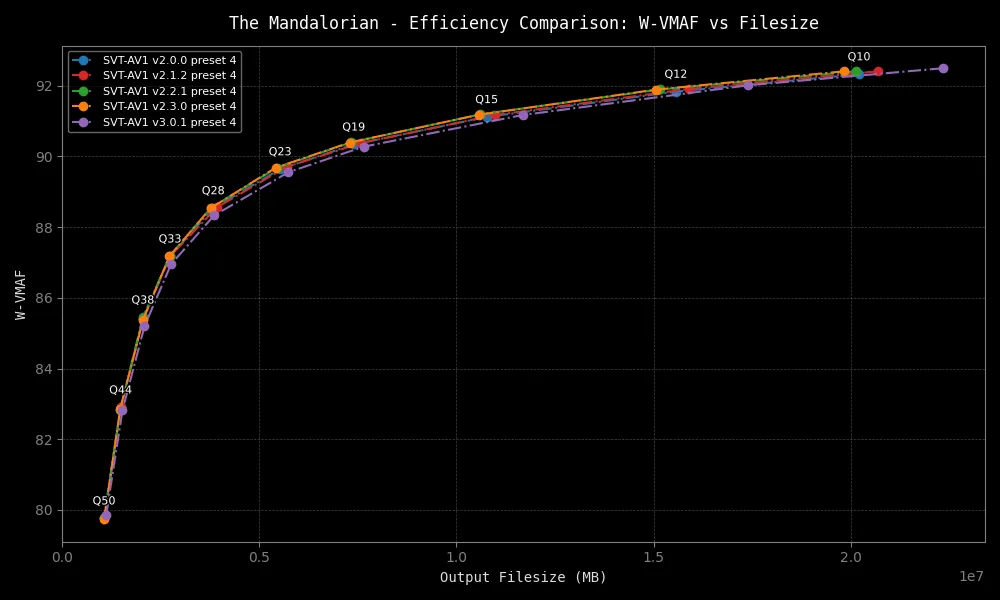 The Mandalorian - Efficiency Comparison: W-VMAF vs Filesize
SVT-AV1 v2.0.0 preset 4
SVT-AV1 v2.1.2 preset 4
SVT-AV1 v2.2.1 preset 4
SVT-AV1 v2.3.0 preset 4
SVT-AV1 v3.0.1 preset 4
Q10
Q12
Q15
Q19
Q23
Q28
Q33
Q38
Q44
Q50
92
90
88
86
84
82
80
W-VMAF
0.0 0.5 1.0 1.5 2.0
1e7
Output Filesize (MB)